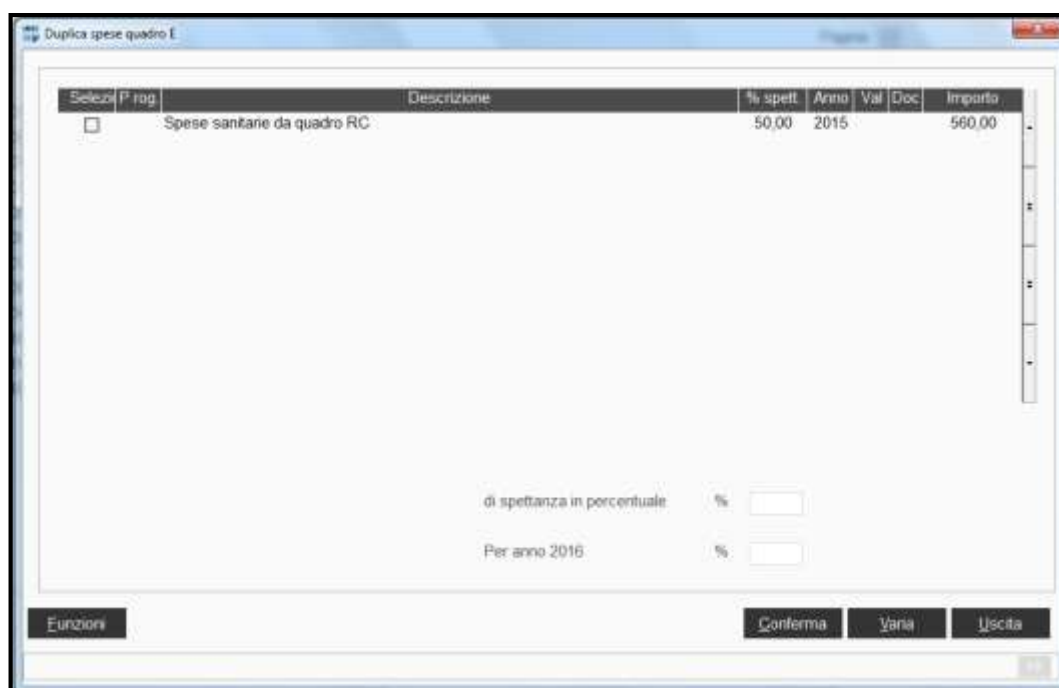 Duplica spese quadro E
Selezi P rog. Descrizione % spett. Anno Val Doc Importo
Spese sanitarie da quadro RC 50,00 2015 560,00
di spettanza in percentuale %
Per anno 2016 %
Funzioni Conferma Varia Uscita